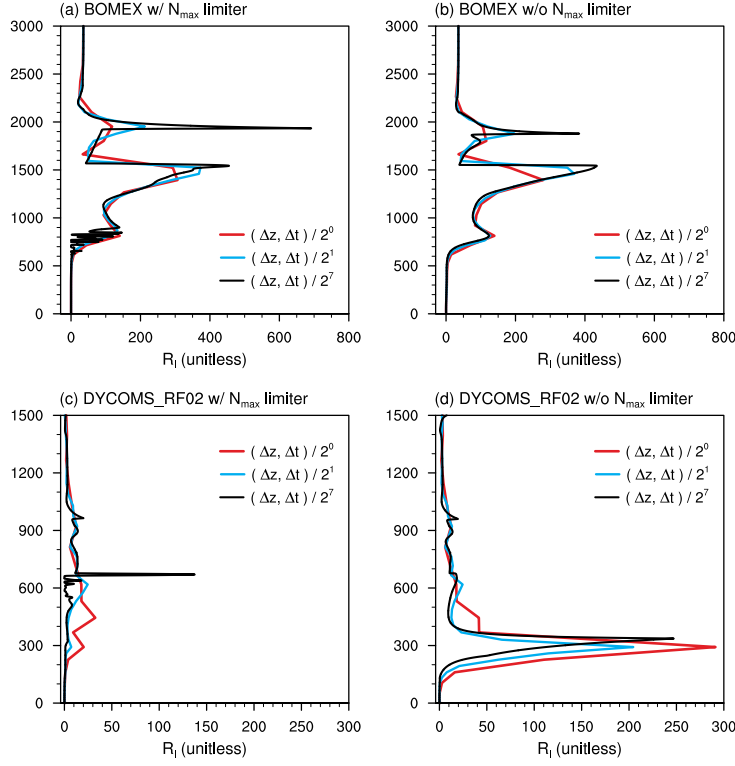 (a) BOMEX w/ Nmax limiter
3000
2500
2000
1500
1000
500
0
( Δz, Δt ) / 2⁰
( Δz, Δt ) / 2¹
( Δz, Δt ) / 2⁷
0 200 400 600 800
RI (unitless)
(b) BOMEX w/o Nmax limiter
3000
2500
2000
1500
1000
500
0
( Δz, Δt ) / 2⁰
( Δz, Δt ) / 2¹
( Δz, Δt ) / 2⁷
0 200 400 600 800
RI (unitless)
(c) DYCOMS_RF02 w/ Nmax limiter
1500
1200
900
600
300
0
( Δz, Δt ) / 2⁰
( Δz, Δt ) / 2¹
( Δz, Δt ) / 2⁷
0 50 100 150 200 250 300
RI (unitless)
(d) DYCOMS_RF02 w/o Nmax limiter
1500
1200
900
600
300
0
( Δz, Δt ) / 2⁰
( Δz, Δt ) / 2¹
( Δz, Δt ) / 2⁷
0 50 100 150 200 250 300
RI (unitless)